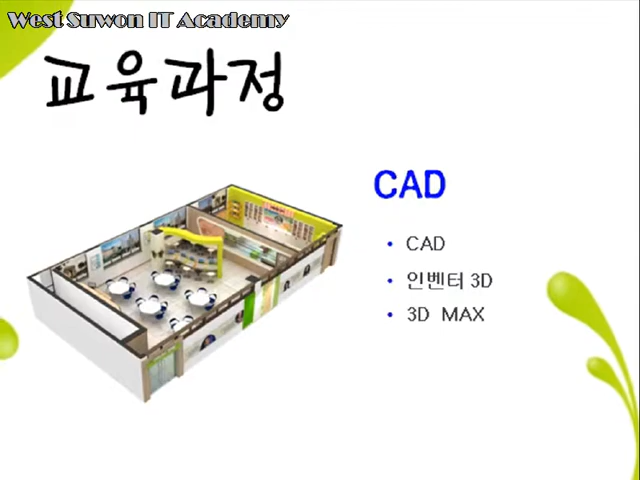 West Suwon IT Academy
교육과정
CAD
• CAD
• 인벤터 3D
• 3D MAX